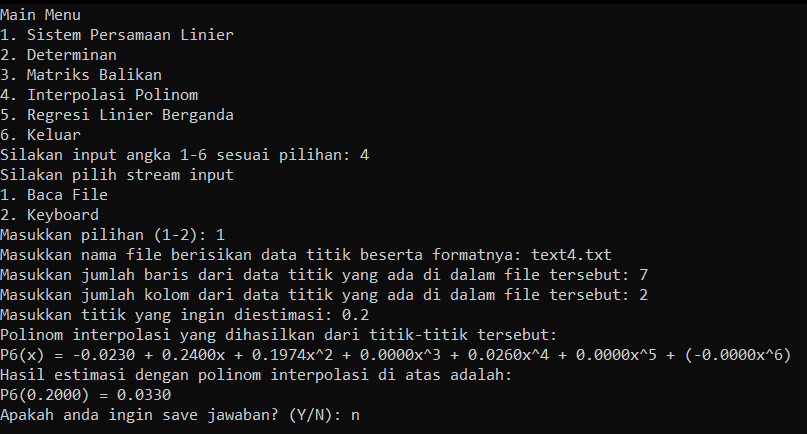 Main Menu
1. Sistem Persamaan Linier
2. Determinan
3. Matriks Balikan
4. Interpolasi Polinom
5. Regresi Linier Berganda
6. Keluar
Silakan input angka 1-6 sesuai pilihan: 4
Silakan pilih stream input
1. Baca File
2. Keyboard
Masukkan pilihan (1-2): 1
Masukkan nama file berisikan data titik beserta formatnya: text4.txt
Masukkan jumlah baris dari data titik yang ada di dalam file tersebut: 7
Masukkan jumlah kolom dari data titik yang ada di dalam file tersebut: 2
Masukkan titik yang ingin diestimasi: 0.2
Polinom interpolasi yang dihasilkan dari titik-titik tersebut:
P6(x) = -0.0230 + 0.2400x + 0.1974x^2 + 0.0000x^3 + 0.0260x^4 + 0.0000x^5 + (-0.0000x^6)
Hasil estimasi dengan polinom interpolasi di atas adalah:
P6(0.2000) = 0.0330
Apakah anda ingin save jawaban? (Y/N): n